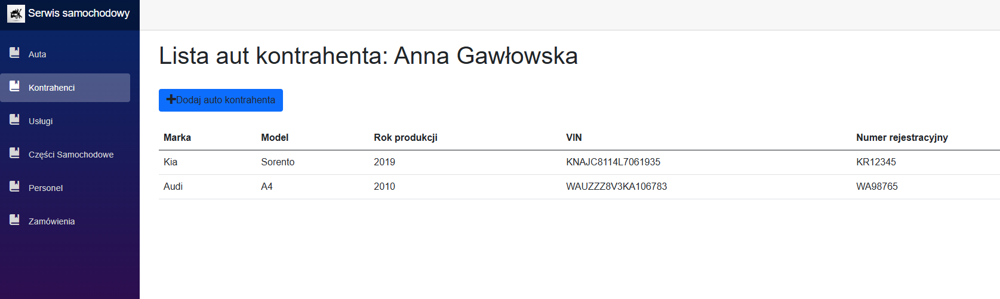 Serwis samochodowy
Auta
Kontrahenci
Usługi
Części Samochodowe
Personel
Zamówienia
Lista aut kontrahenta: Anna Gawłowska
Dodaj auto kontrahenta
Marka Model Rok produkcji VIN Numer rejestracyjny
Kia Sorento 2019 KNAJC8114L7061935 KR12345
Audi A4 2010 WAUZZZ8V3KA106783 WA98765